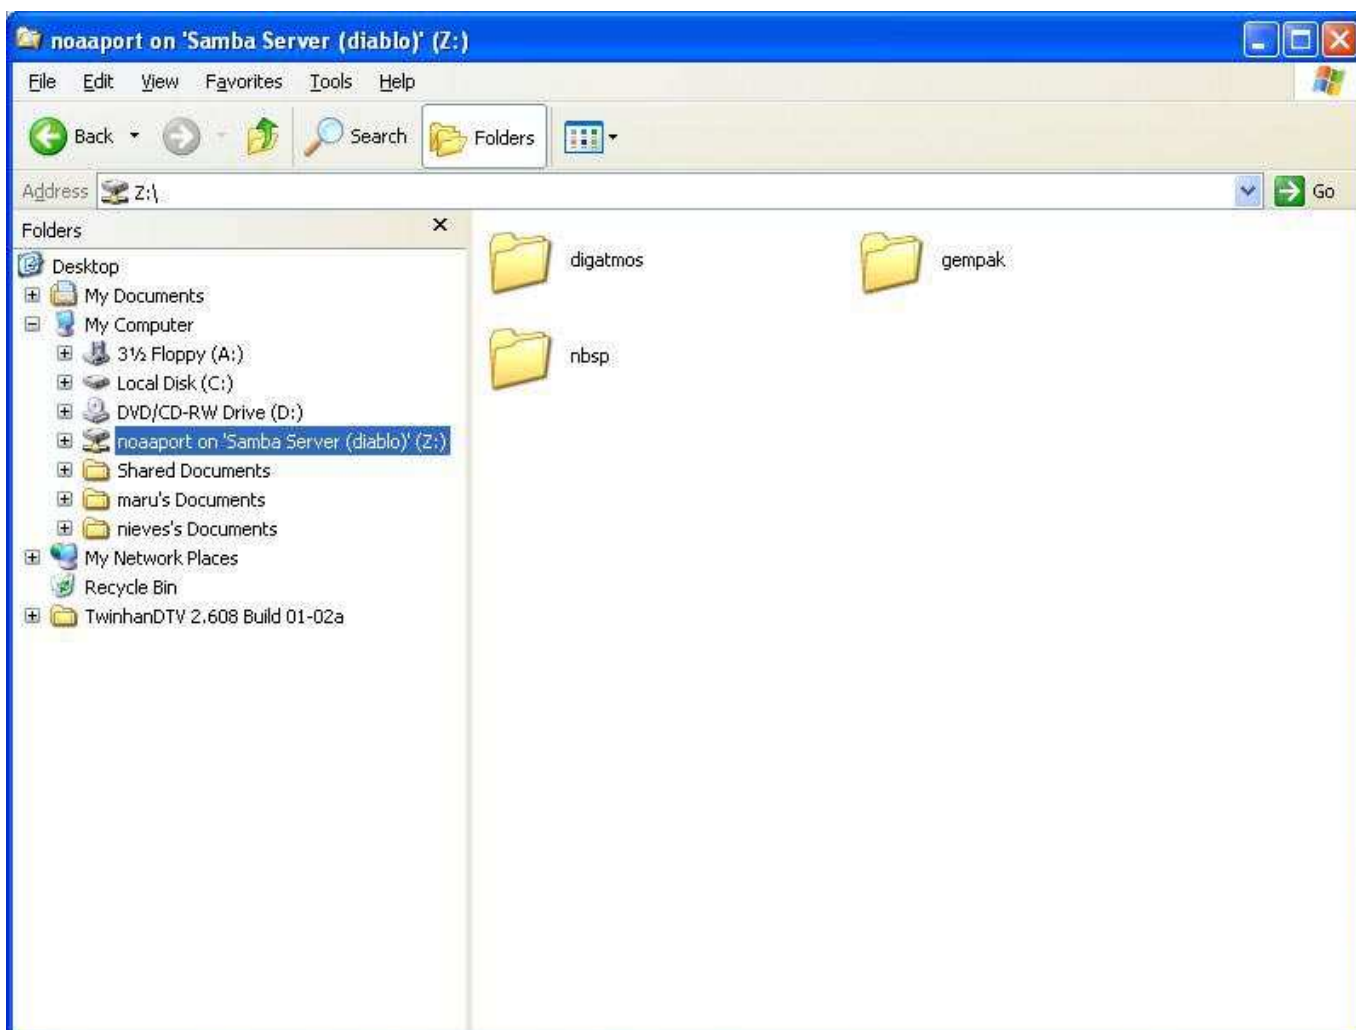 noaaport on 'Samba Server (diablo)' (Z:)
File Edit View Favorites Tools Help
Back Search Folders
Address Z:\ Go
Folders
Desktop
My Documents
My Computer
3½ Floppy (A:)
Local Disk (C:)
DVD/CD-RW Drive (D:)
noaaport on 'Samba Server (diablo)' (Z:)
Shared Documents
maru's Documents
nieves's Documents
My Network Places
Recycle Bin
TwinhanDTV 2.608 Build 01-02a
digatmos gempak
nbsp